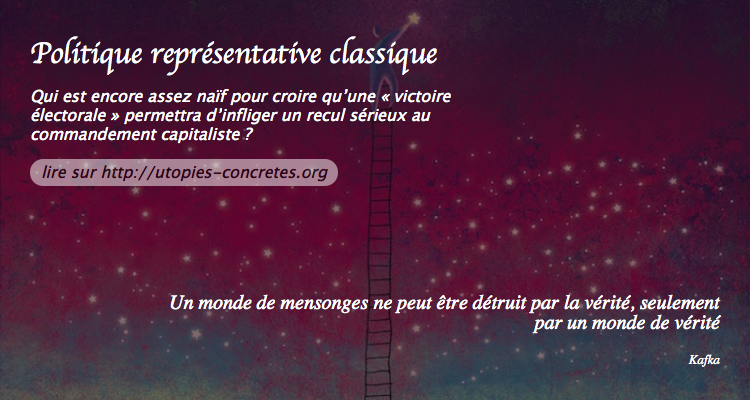 Politique représentative classique
Qui est encore assez naïf pour croire qu'une « victoire
électorale » permettra d'infliger un recul sérieux au
commandement capitaliste ?
lire sur http://utopies-concretes.org
Un monde de mensonges ne peut être détruit par la vérité, seulement
par un monde de vérité
Kafka